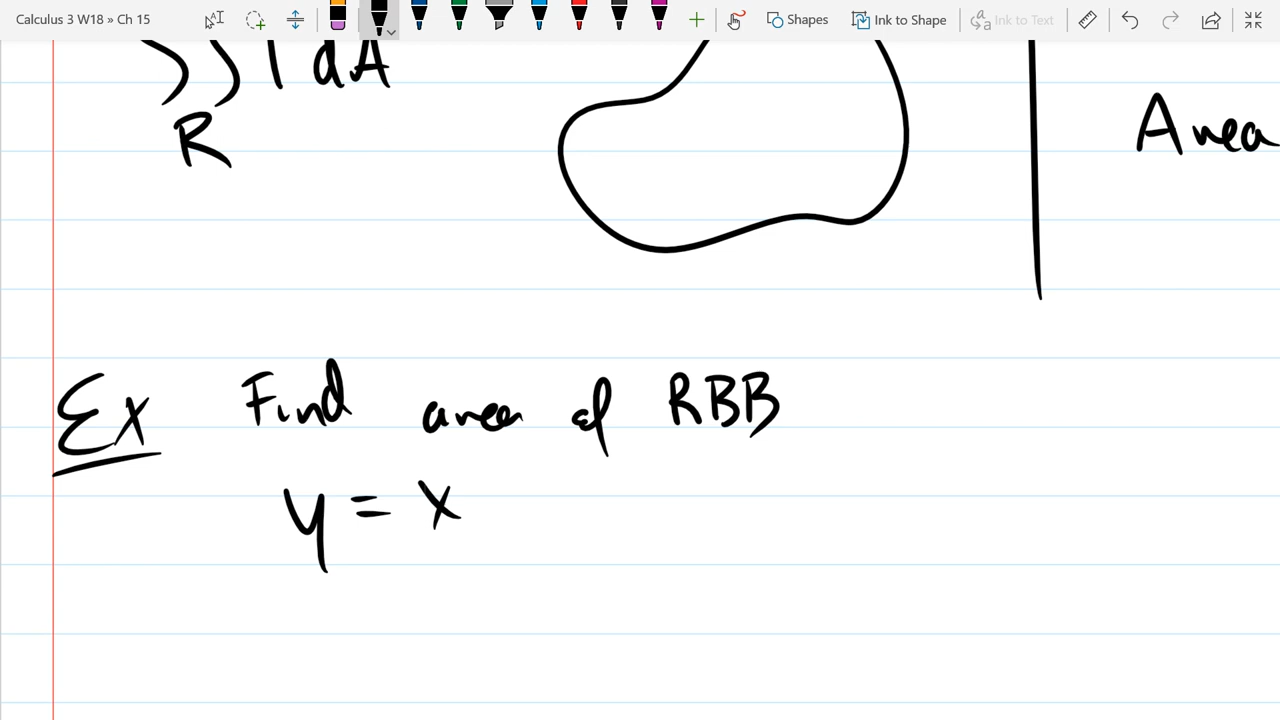 Calculus 3 W18 » Ch 15 Shapes Ink to Shape Ink to Text
∫∫ 1 dA
R
Area
Ex Find area of RBB
y = x